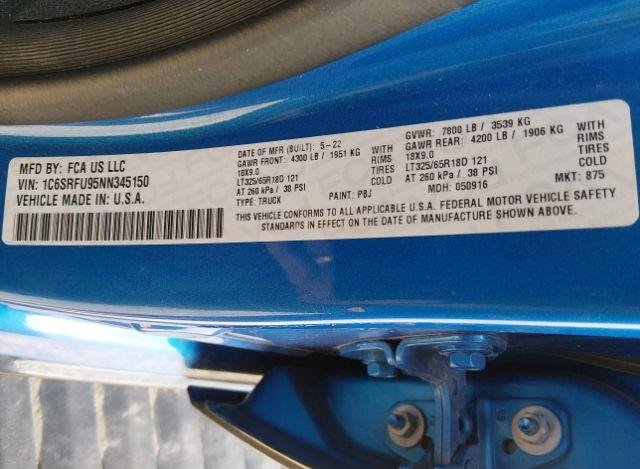 MFD BY: FCA US LLC
VIN: 1C6SRFU95NN345150
VEHICLE MADE IN: U.S.A.
DATE OF MFR (BUILT): 5-22
GAWR FRONT: 4300 LB / 1951 KG WITH
18X9.0 RIMS
LT325/65R18D 121 TIRES
AT 260 kPa / 38 PSI COLD
TYPE: TRUCK PAINT: PBJ
GVWR: 7800 LB / 3539 KG
GAWR REAR: 4200 LB / 1906 KG WITH
18X9.0 RIMS
LT325/65R18D 121 TIRES
AT 260 kPa / 38 PSI COLD
MDH: 050916 MKT: 875
THIS VEHICLE CONFORMS TO ALL APPLICABLE U.S.A. FEDERAL MOTOR VEHICLE SAFETY
STANDARDS IN EFFECT ON THE DATE OF MANUFACTURE SHOWN ABOVE.